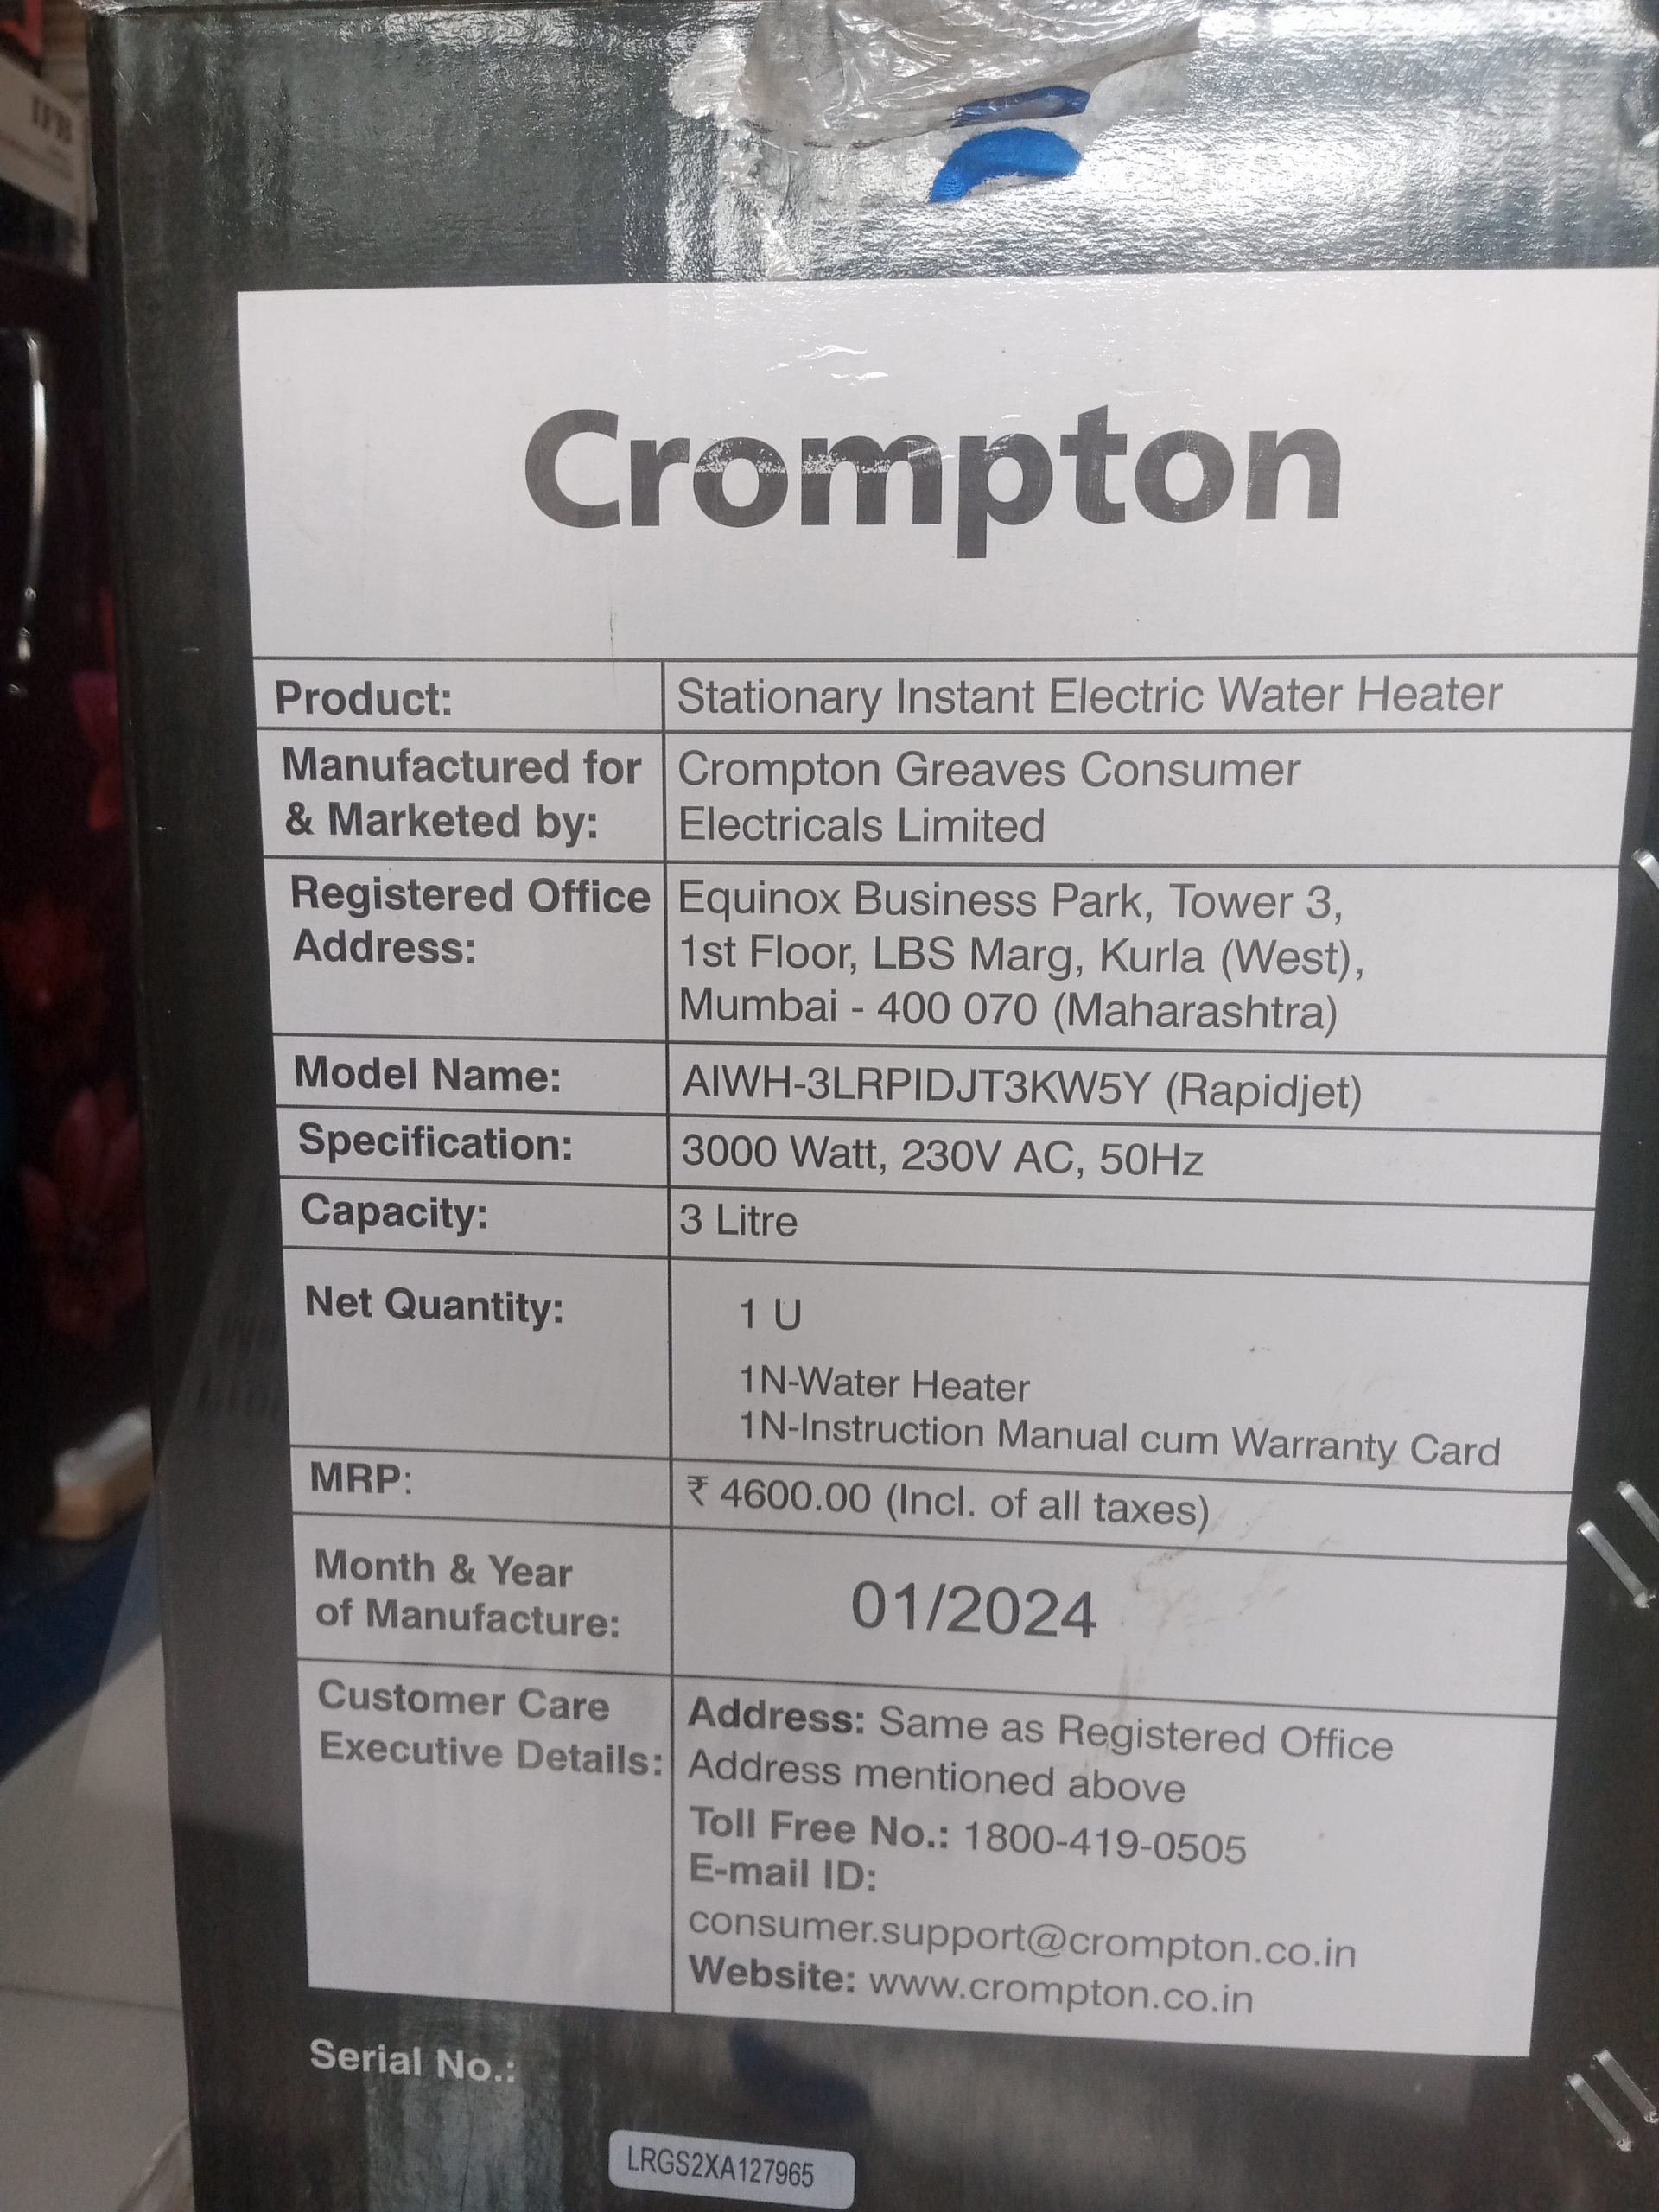 IFB
Crompton
Product: Stationary Instant Electric Water Heater
Manufactured for & Marketed by: Crompton Greaves Consumer
Electricals Limited
Registered Office Address: Equinox Business Park, Tower 3,
1st Floor, LBS Marg, Kurla (West),
Mumbai - 400 070 (Maharashtra)
Model Name: AIWH-3LRPIDJT3KW5Y (Rapidjet)
Specification: 3000 Watt, 230V AC, 50Hz
Capacity: 3 Litre
Net Quantity: 1 U
1N-Water Heater
1N-Instruction Manual cum Warranty Card
MRP: ₹ 4600.00 (Incl. of all taxes)
Month & Year of Manufacture: 01/2024
Customer Care Executive Details: Address: Same as Registered Office
Address mentioned above
Toll Free No.: 1800-419-0505
E-mail ID:
consumer.support@crompton.co.in
Website: www.crompton.co.in
Serial No.:
LRGS2XA127965